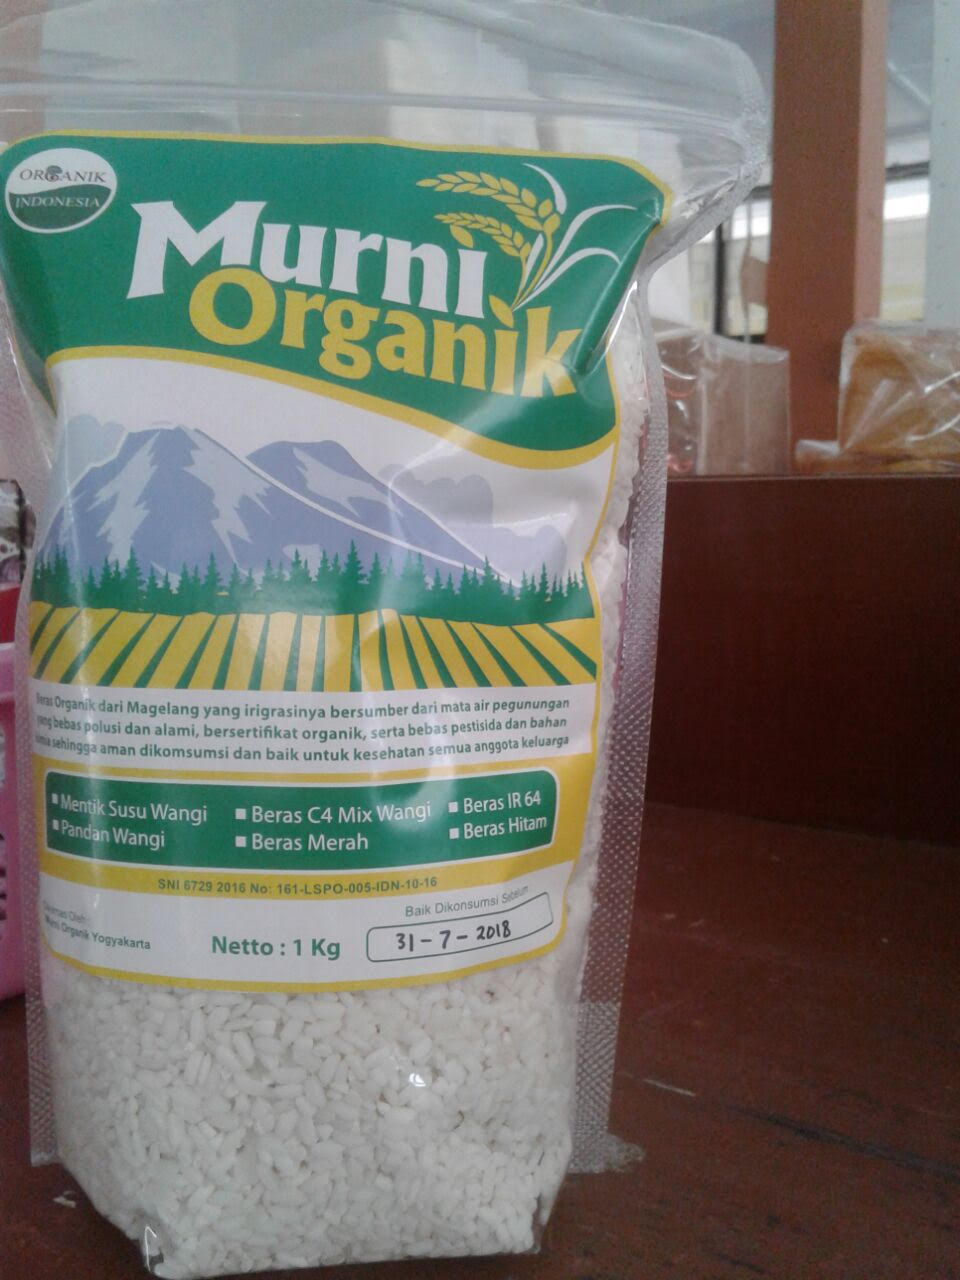 ORGANIK
INDONESIA
Murni
Organik
Beras Organik dari Magelang yang irigrasinya bersumber dari mata air pegunungan
yang bebas polusi dan alami, bersertifikat organik, serta bebas pestisida dan bahan
kimia sehingga aman dikomsumsi dan baik untuk kesehatan semua anggota keluarga
▪ Mentik Susu Wangi ▪ Beras C4 Mix Wangi ▪ Beras IR 64
▪ Pandan Wangi ▪ Beras Merah ▪ Beras Hitam
SNI 6729 2016 No: 161-LSPO-005-IDN-10-16
Dikemas Oleh :
Murni Organik Yogyakarta
Netto : 1 Kg
Baik Dikonsumsi Sebelum
31-7-2018